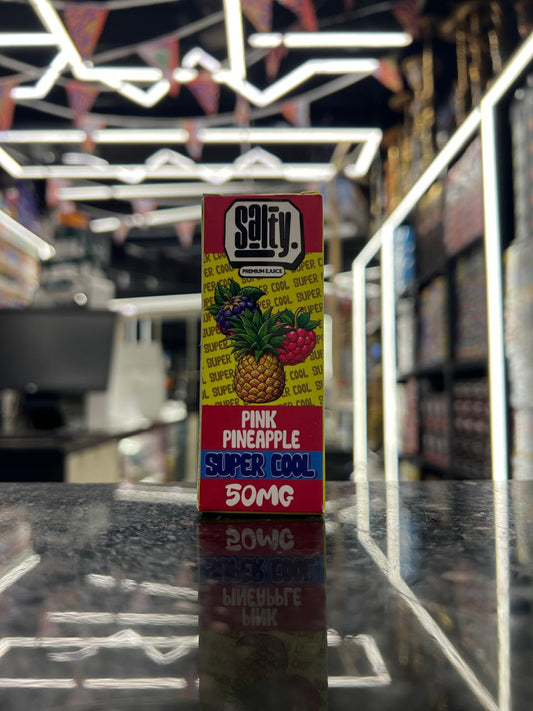 Salty.
PREMIUM EJUICE
SUPER COOL
PINK
PINEAPPLE
SUPER COOL
50MG